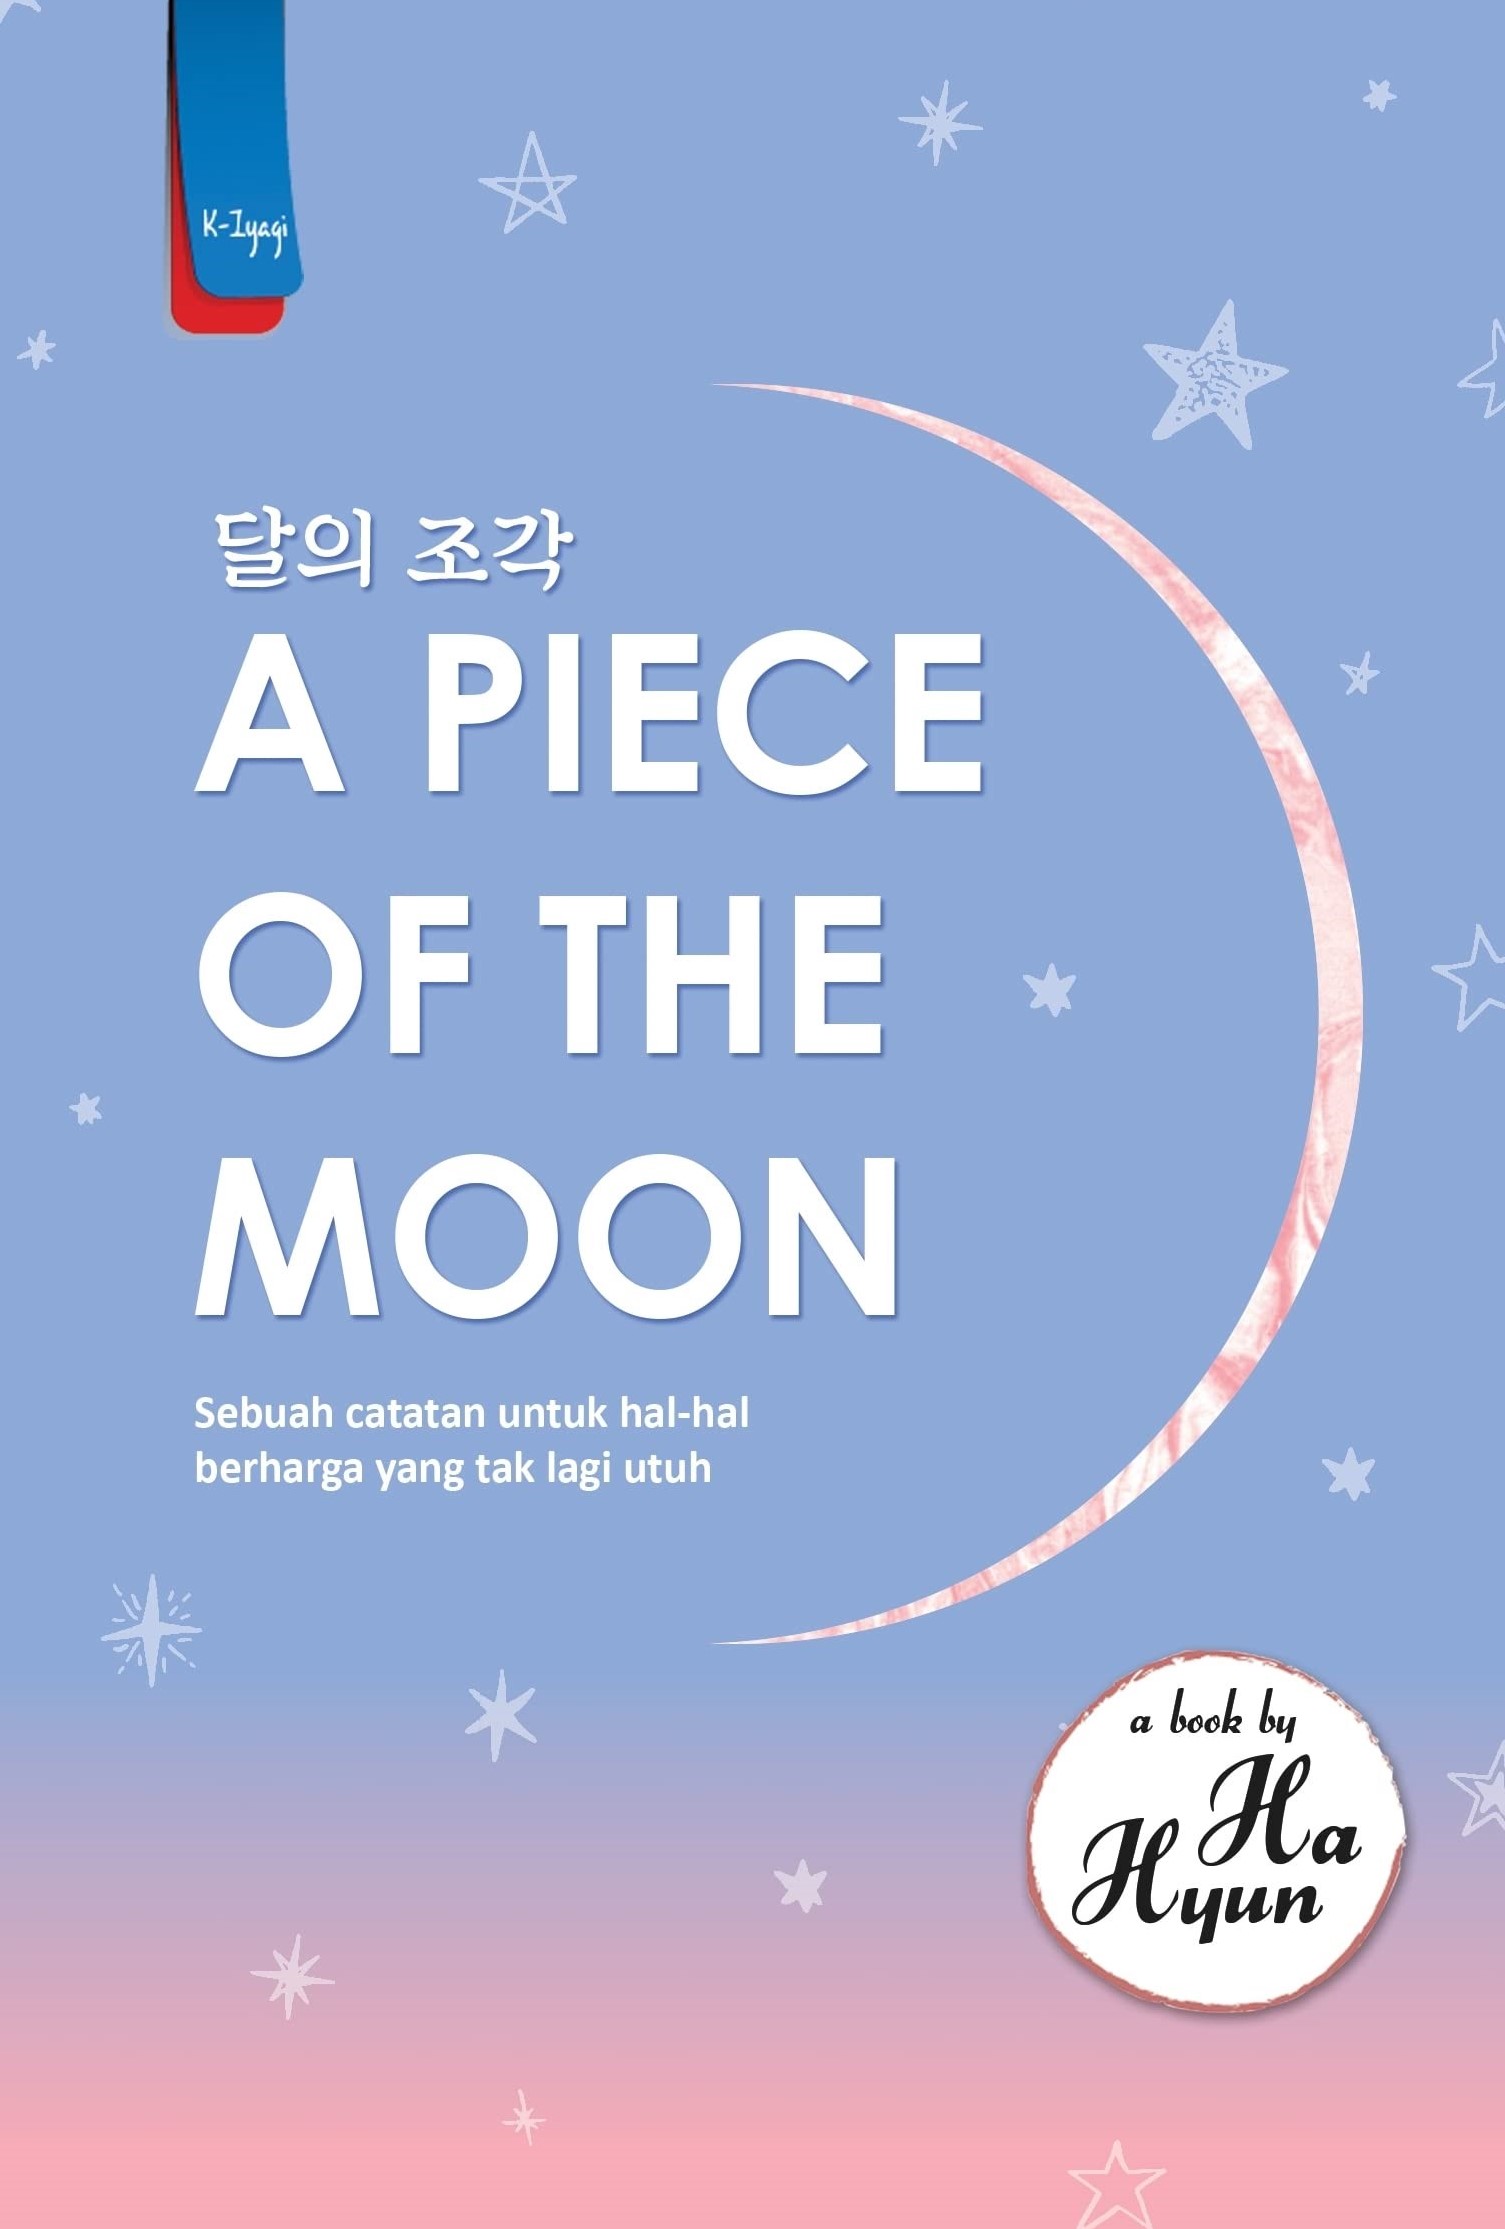 K-Iyagi
달의 조각
A PIECE
OF THE
MOON
Sebuah catatan untuk hal-hal
berharga yang tak lagi utuh
a book by
Ha
Hyun